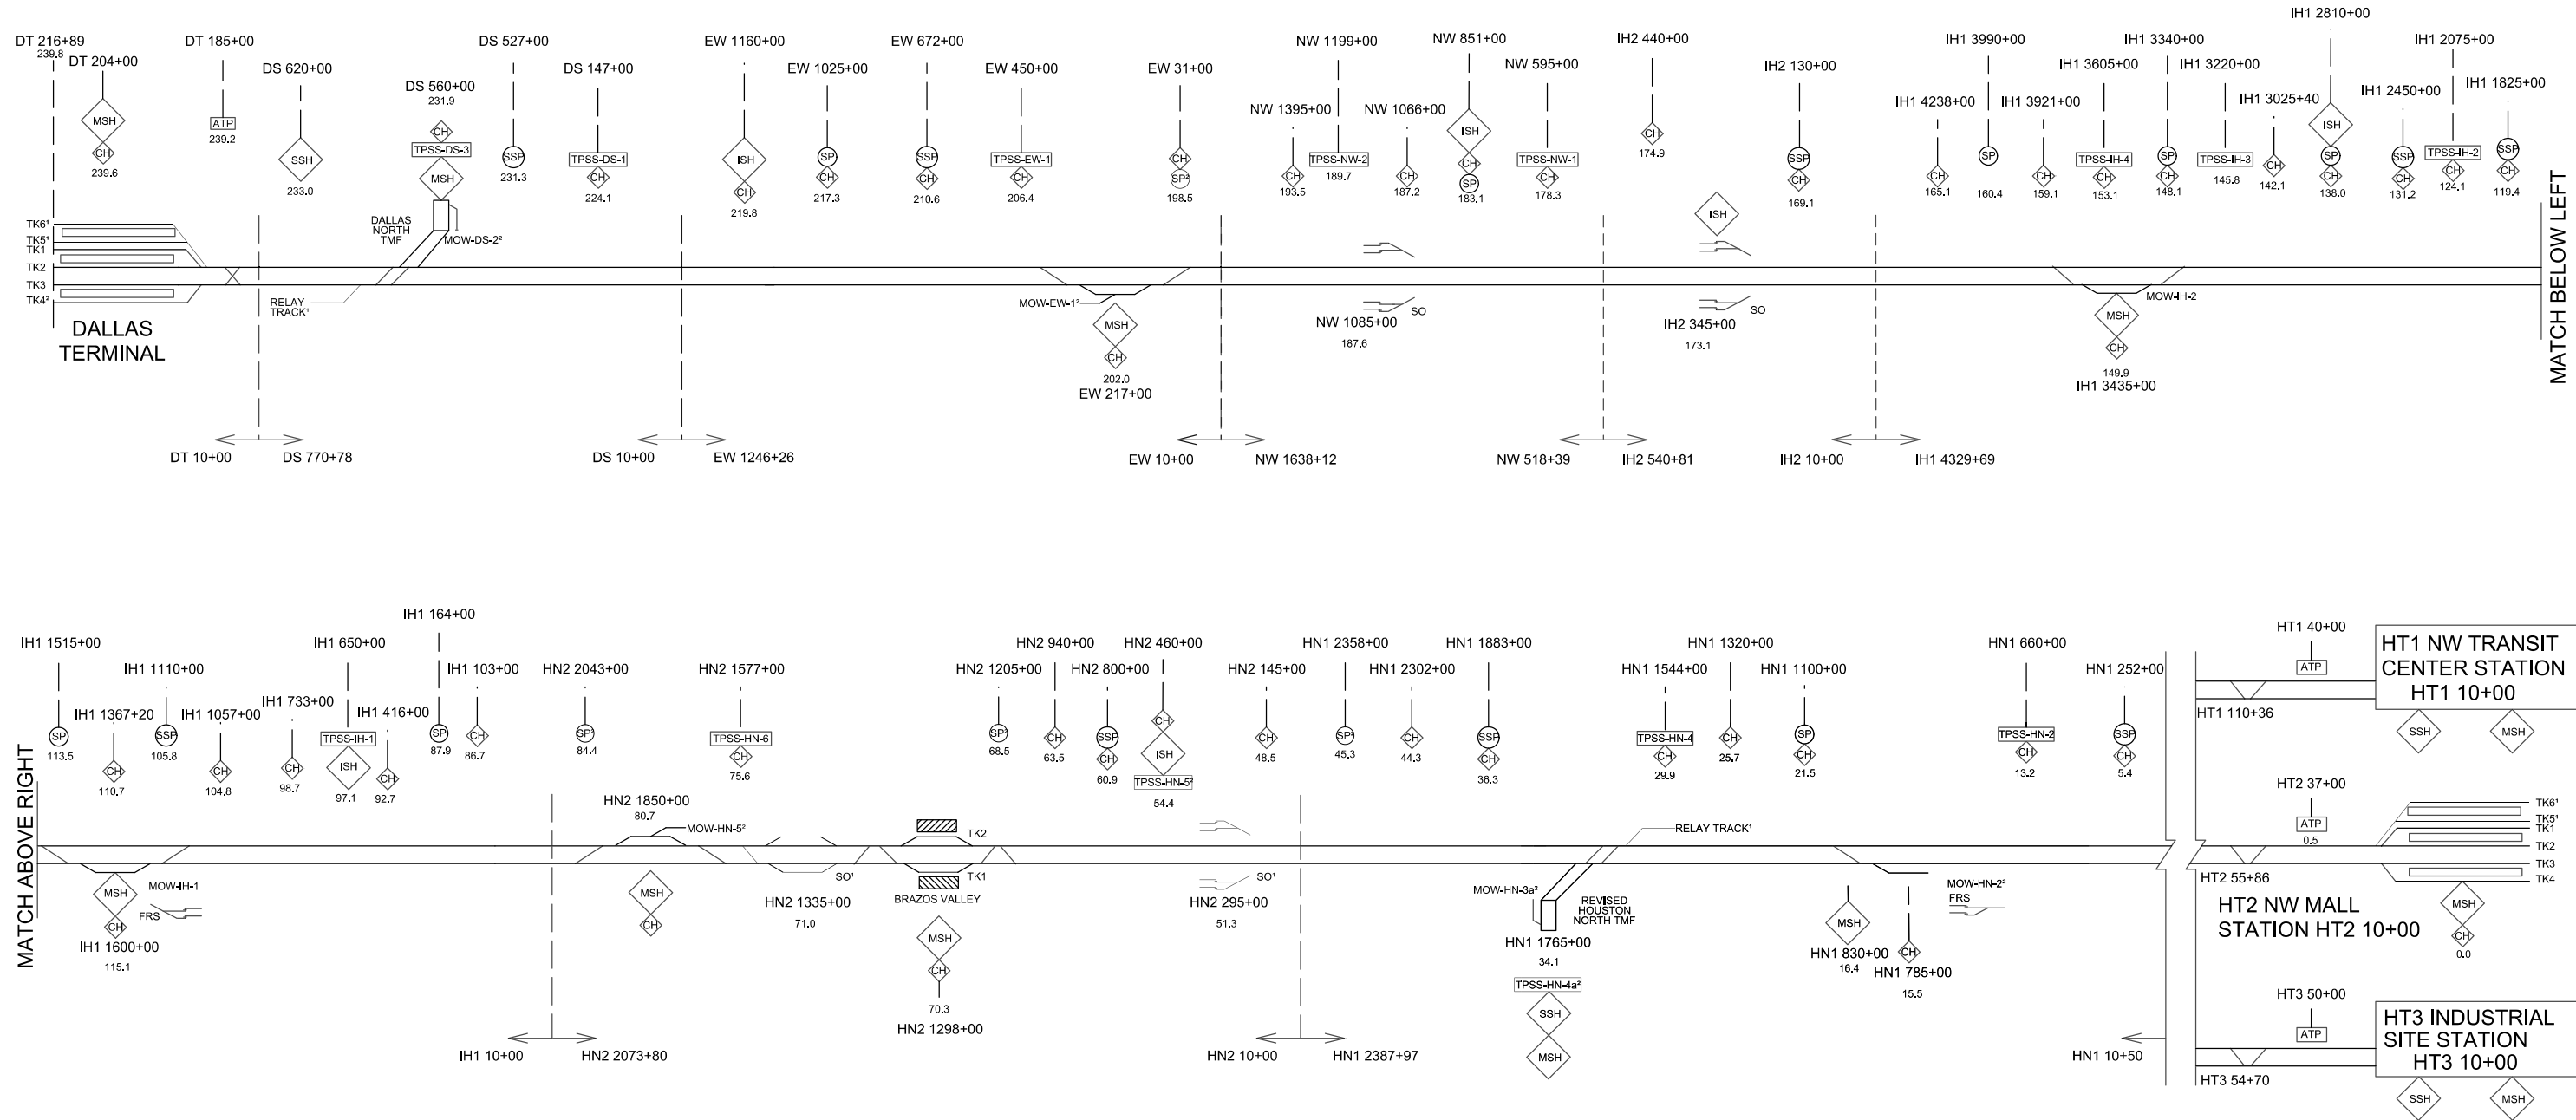 DT 216+89
239.8
DT 204+00
MSH
CH
239.6
DT 185+00
ATP
239.2
DS 620+00
SSH
233.0
DS 560+00
231.9
CH
TPSS-DS-3
MSH
DS 527+00
SSP
231.3
DS 147+00
TPSS-DS-1
CH
224.1
EW 1160+00
ISH
CH
219.8
EW 1025+00
SP
CH
217.3
EW 672+00
SSP
CH
210.6
EW 450+00
TPSS-EW-1
CH
206.4
EW 31+00
CH
SP²
198.5
NW 1395+00
CH
193.5
NW 1199+00
TPSS-NW-2
189.7
NW 1066+00
CH
187.2
NW 851+00
ISH
CH
SP
183.1
NW 595+00
TPSS-NW-1
CH
178.3
IH2 440+00
CH
174.9
ISH
IH2 130+00
SSP
CH
169.1
IH1 4238+00
CH
165.1
IH1 3990+00
SP
160.4
IH1 3921+00
CH
159.1
IH1 3605+00
TPSS-IH-4
CH
153.1
IH1 3340+00
SP
CH
148.1
IH1 3220+00
TPSS-IH-3
145.8
IH1 3025+40
CH
142.1
IH1 2810+00
ISH
SP
CH
138.0
IH1 2450+00
SSP
CH
131.2
IH1 2075+00
TPSS-IH-2
CH
124.1
IH1 1825+00
SSP
CH
119.4
MATCH BELOW LEFT
TK6¹
TK5¹
TK1
TK2
TK3
TK4²
DALLAS
TERMINAL
DALLAS
NORTH
TMF
MOW-DS-2²
RELAY
TRACK¹
MOW-EW-1²
MSH
CH
202.0
EW 217+00
SO
NW 1085+00
187.6
SO
IH2 345+00
173.1
MOW-IH-2
MSH
CH
149.9
IH1 3435+00
DT 10+00
DS 770+78
DS 10+00
EW 1246+26
EW 10+00
NW 1638+12
NW 518+39
IH2 540+81
IH2 10+00
IH1 4329+69
MATCH ABOVE RIGHT
IH1 1515+00
SP
113.5
IH1 1367+20
CH
110.7
IH1 1110+00
SSP
105.8
IH1 1057+00
CH
104.8
IH1 733+00
CH
98.7
IH1 650+00
TPSS-IH-1
ISH
97.1
IH1 416+00
CH
92.7
IH1 164+00
SP
87.9
IH1 103+00
CH
86.7
HN2 2043+00
SP²
84.4
HN2 1577+00
TPSS-HN-6
CH
75.6
HN2 1205+00
SP²
68.5
HN2 940+00
CH
63.5
HN2 800+00
SSP
CH
60.9
HN2 460+00
CH
ISH
TPSS-HN-5²
54.4
HN2 145+00
CH
48.5
HN1 2358+00
SP²
45.3
HN1 2302+00
CH
44.3
HN1 1883+00
SSP
CH
36.3
HN1 1544+00
TPSS-HN-4
CH
29.9
HN1 1320+00
CH
25.7
HN1 1100+00
SP
CH
21.5
HN1 660+00
TPSS-HN-2
CH
13.2
HN1 252+00
SSP
CH
5.4
HT1 40+00
ATP
HT1 NW TRANSIT
CENTER STATION
HT1 10+00
HT1 110+36
SSH
MSH
MOW-IH-1
MSH
FRS
CH
IH1 1600+00
115.1
HN2 1850+00
80.7
MOW-HN-5²
MSH
CH
SO¹
HN2 1335+00
71.0
TK2
TK1
BRAZOS VALLEY
MSH
CH
70.3
HN2 1298+00
SO¹
HN2 295+00
51.3
RELAY TRACK¹
MOW-HN-3a²
REVISED
HOUSTON
NORTH TMF
HN1 1765+00
34.1
TPSS-HN-4a²
SSH
MSH
MSH
HN1 830+00
16.4
CH
HN1 785+00
15.5
MOW-HN-2²
FRS
HT2 37+00
ATP
0.5
TK6¹
TK5¹
TK1
TK2
TK3
TK4
HT2 55+86
HT2 NW MALL
STATION HT2 10+00
MSH
CH
0.0
HT3 50+00
ATP
HT3 INDUSTRIAL
SITE STATION
HT3 10+00
HT3 54+70
SSH
MSH
IH1 10+00
HN2 2073+80
HN2 10+00
HN1 2387+97
HN1 10+50